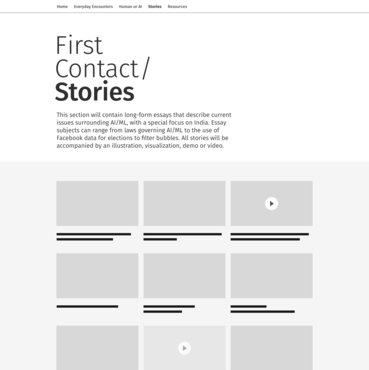 Home Everyday Encounters Human or AI Stories Resources
First
Contact/
Stories
This section will contain long-form essays that describe current
issues surrounding AI/ML, with a special focus on India. Essay
subjects can range from laws governing AI/ML to the use of
Facebook data for elections to filter bubbles. All stories will be
accompanied by an illustration, visualization, demo or video.